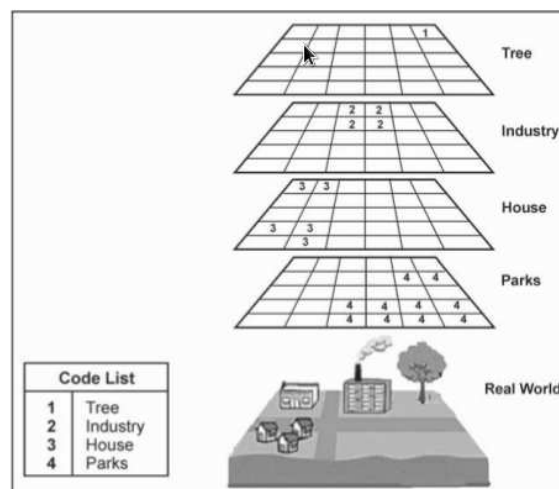 1
Tree
2 2
2 2
Industry
3 3
House
3 3
3
4 4
Parks
4 4 4 4
4 4 4 4
Real World
Code List
1 Tree
2 Industry
3 House
4 Parks